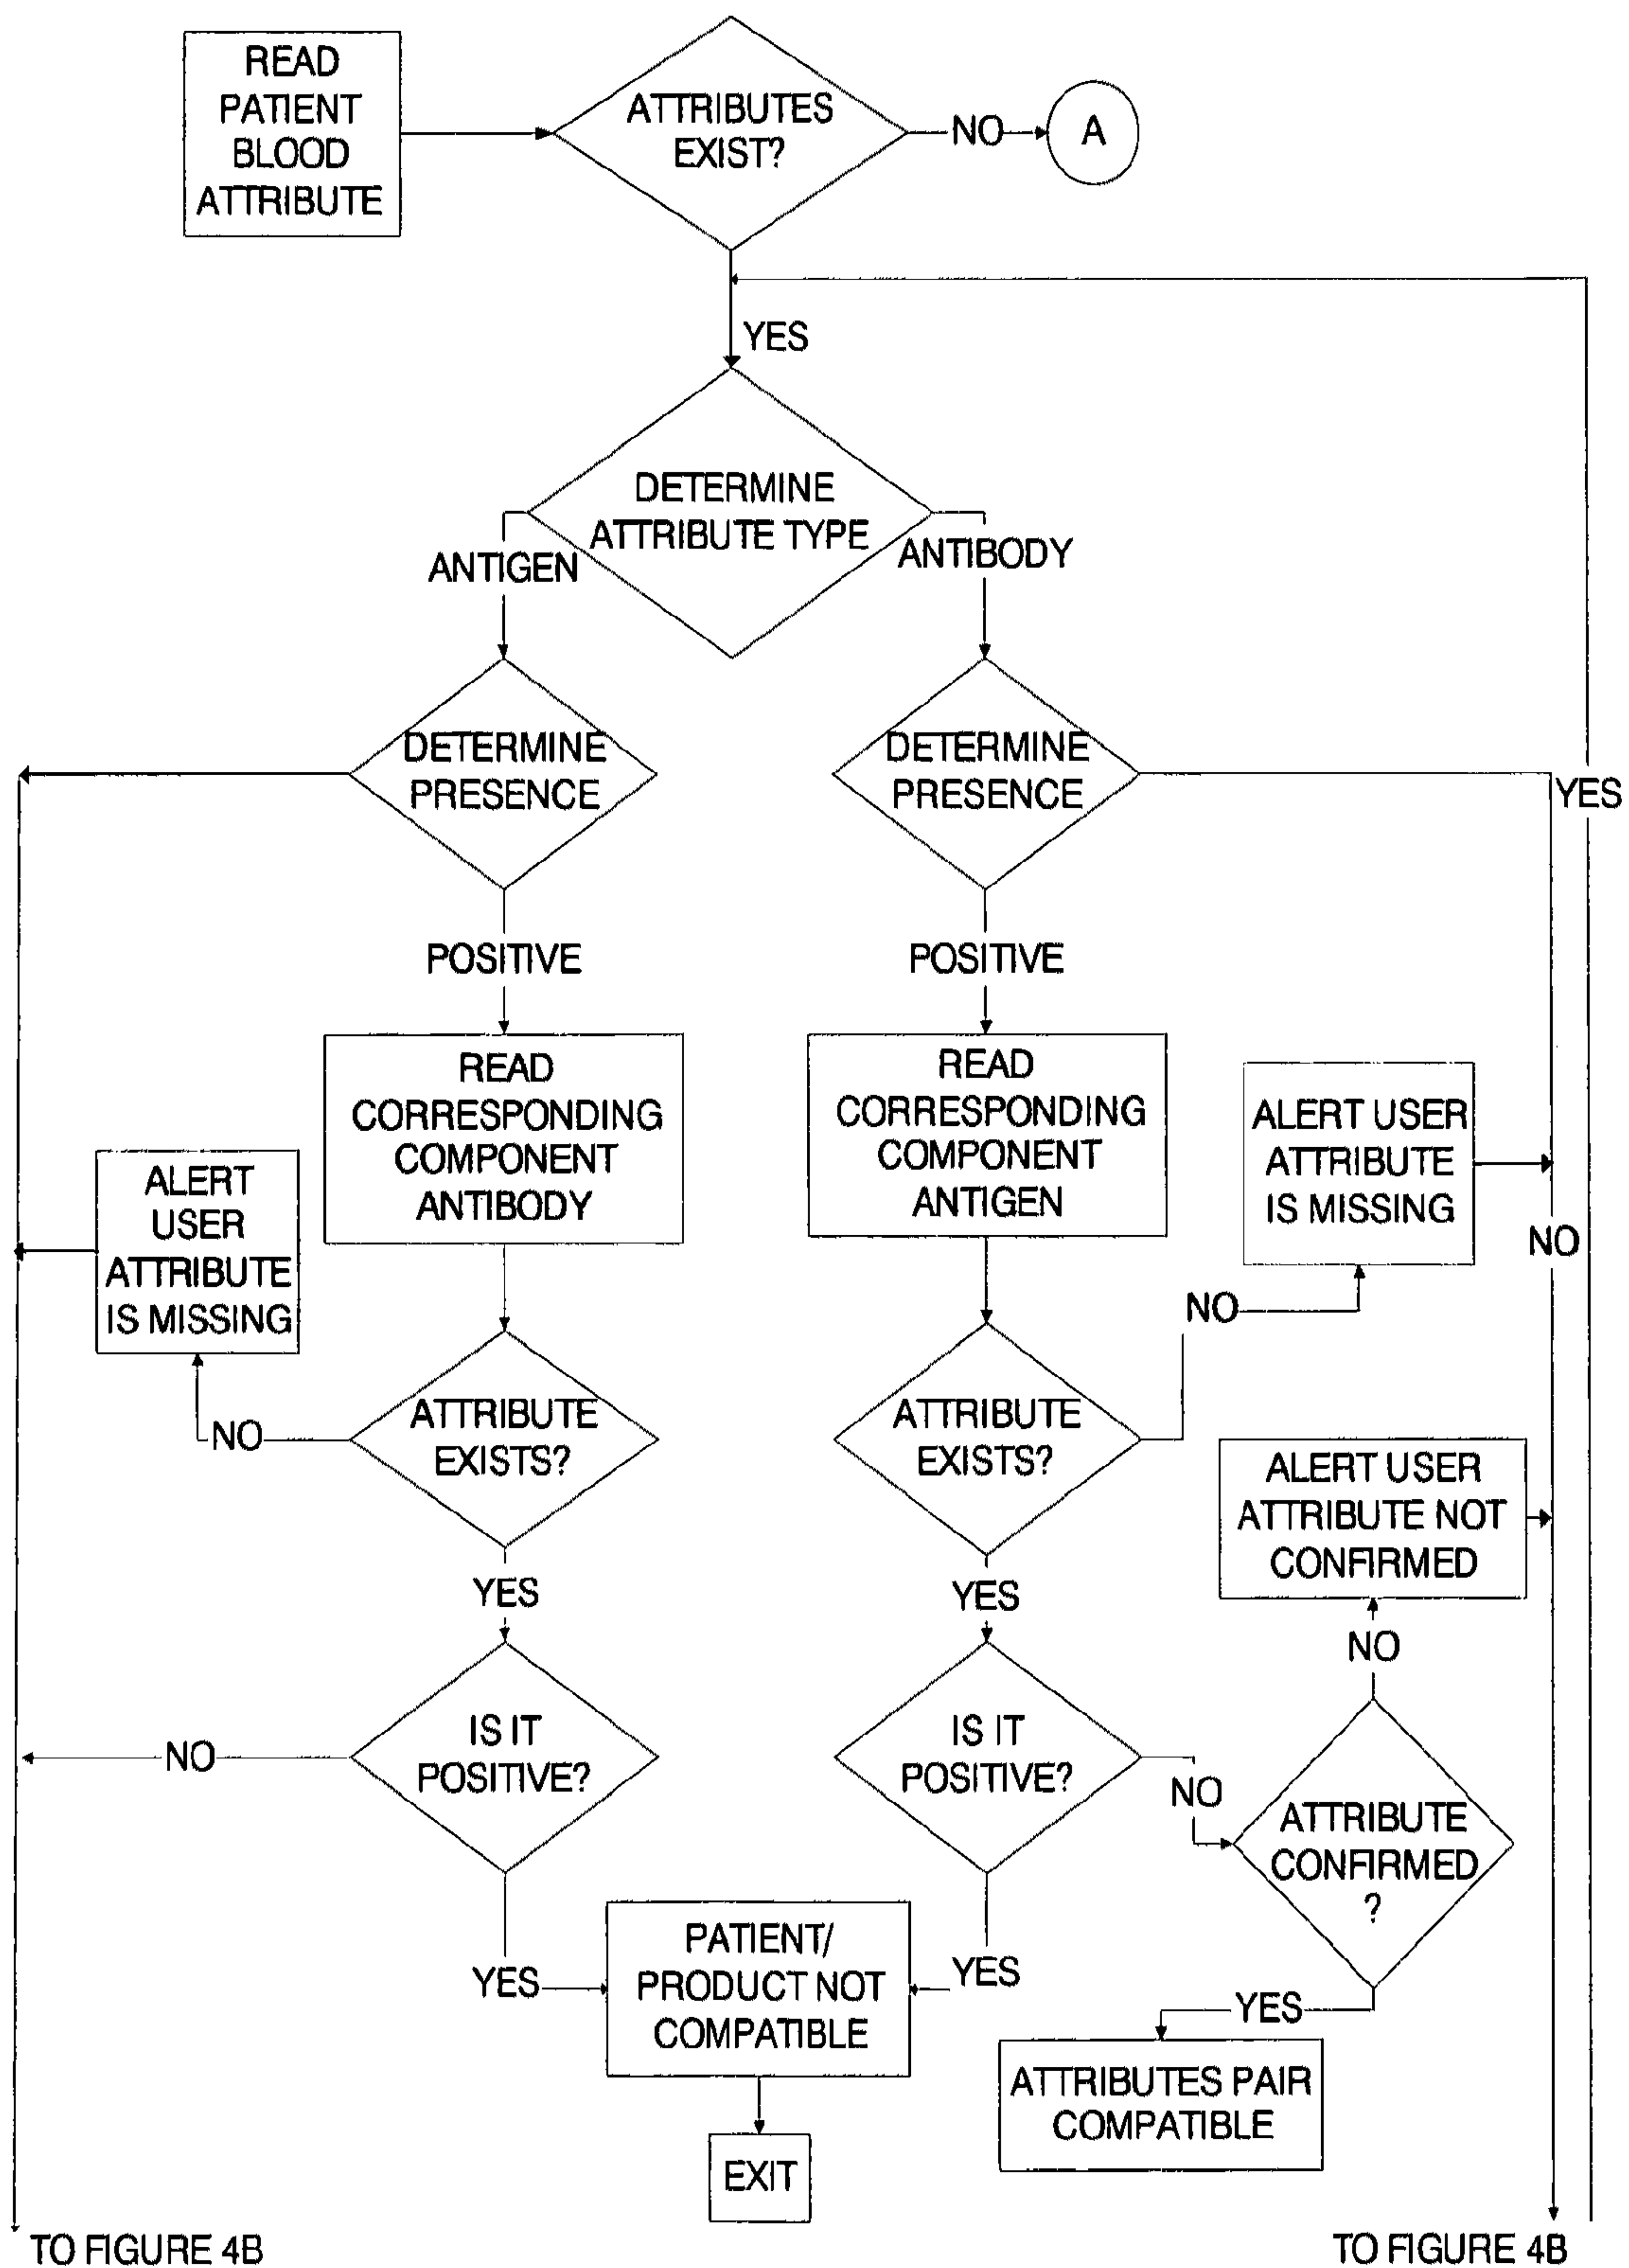 READ
PATIENT
BLOOD
ATTRIBUTE
ATTRIBUTES
EXIST?
NO
A
YES
DETERMINE
ATTRIBUTE TYPE
ANTIGEN
ANTIBODY
DETERMINE
PRESENCE
DETERMINE
PRESENCE
YES
POSITIVE
POSITIVE
READ
CORRESPONDING
COMPONENT
ANTIBODY
READ
CORRESPONDING
COMPONENT
ANTIGEN
ALERT USER
ATTRIBUTE
IS MISSING
ALERT
USER
ATTRIBUTE
IS MISSING
NO
NO
ATTRIBUTE
EXISTS?
NO
ATTRIBUTE
EXISTS?
ALERT USER
ATTRIBUTE NOT
CONFIRMED
YES
YES
NO
IS IT
POSITIVE?
NO
IS IT
POSITIVE?
NO
ATTRIBUTE
CONFIRMED
?
YES
PATIENT/
PRODUCT NOT
COMPATIBLE
YES
YES
ATTRIBUTES PAIR
COMPATIBLE
EXIT
TO FIGURE 4B
TO FIGURE 4B